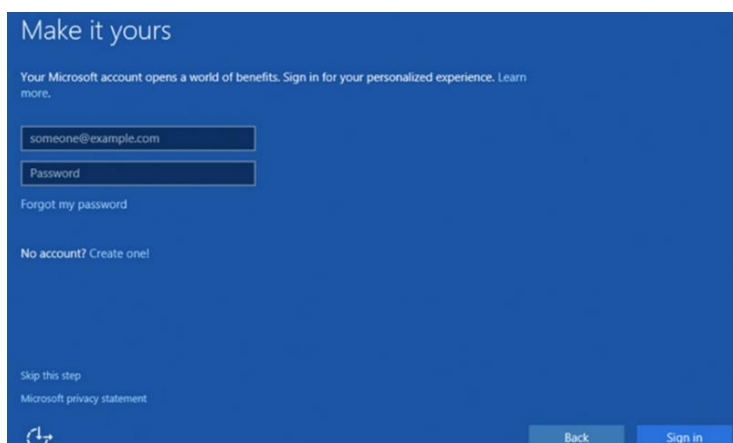 Make it yours
Your Microsoft account opens a world of benefits. Sign in for your personalized experience. Learn
more.
someone@example.com
Password
Forgot my password
No account? Create one!
Skip this step
Microsoft privacy statement
Back
Sign in